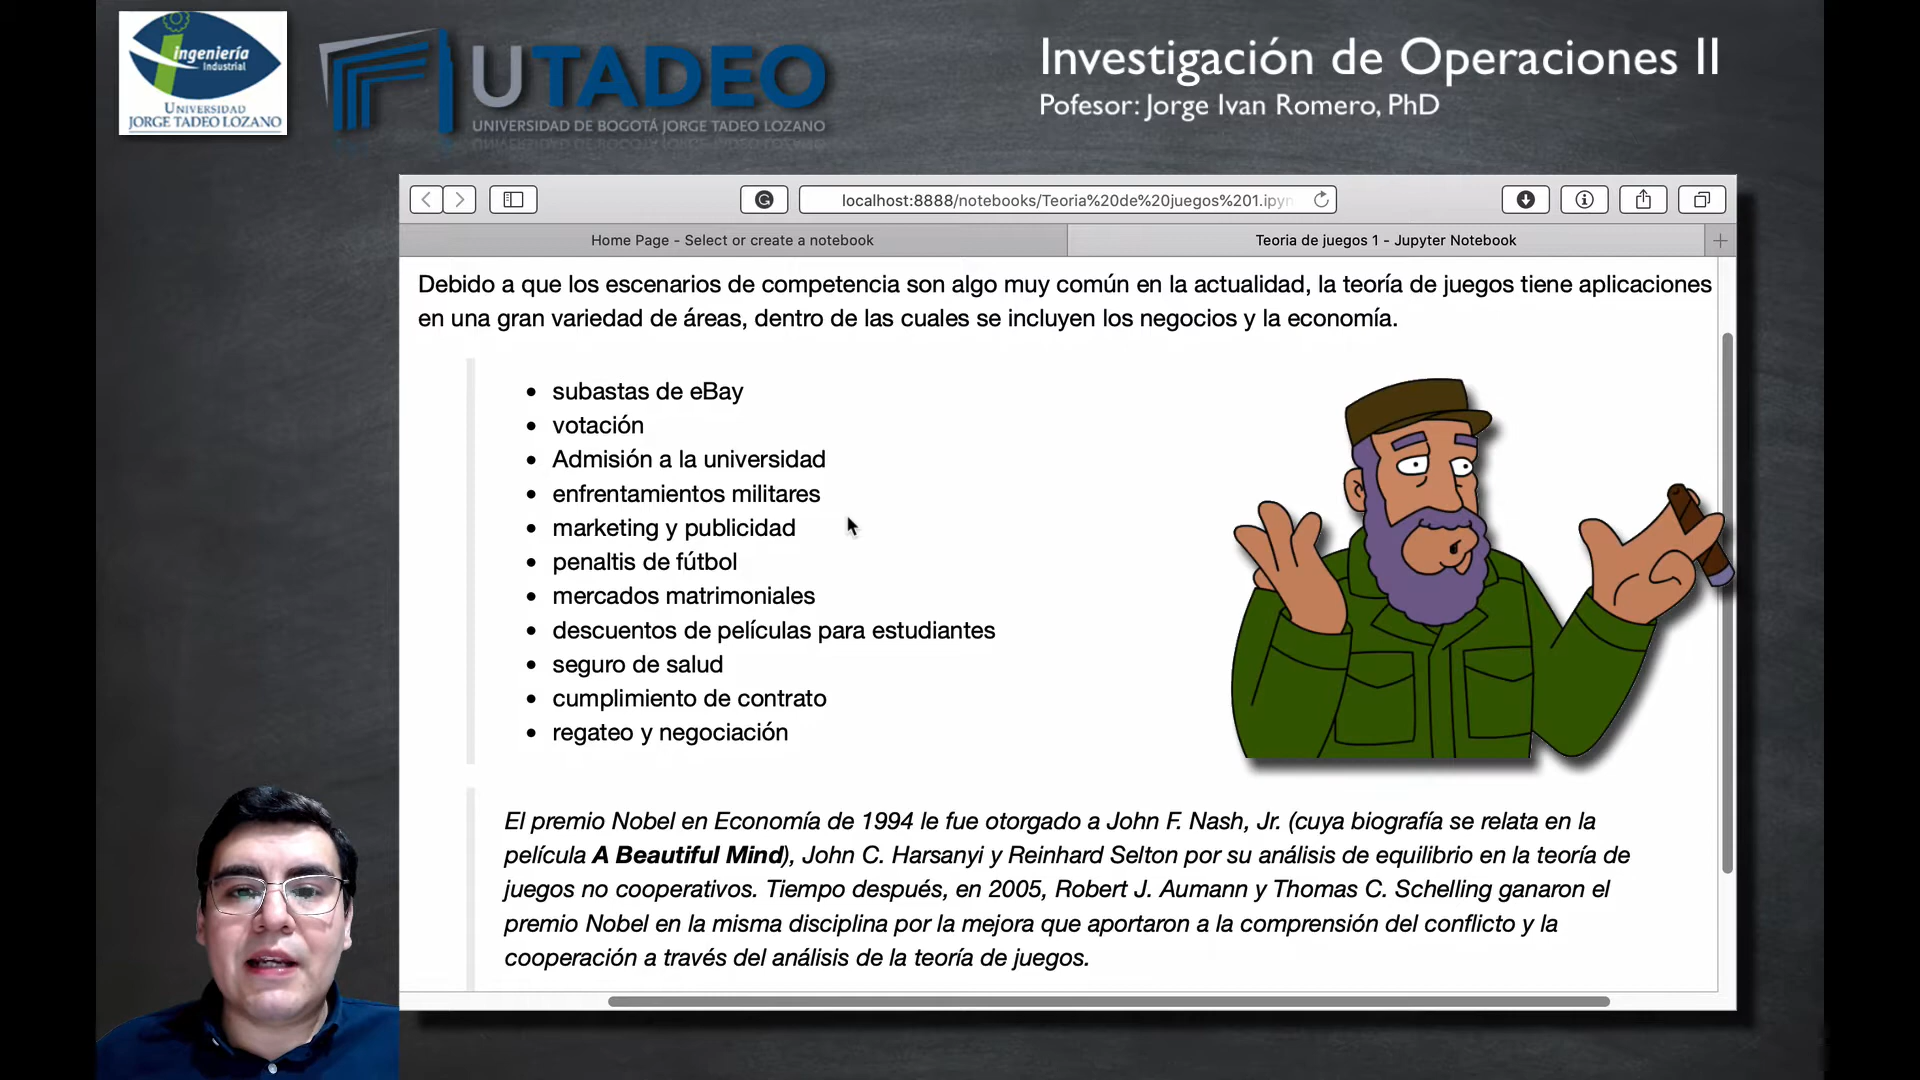 ingeniería
Industrial
UNIVERSIDAD
JORGE TADEO LOZANO
UTADEO
UNIVERSIDAD DE BOGOTÁ JORGE TADEO LOZANO
Investigación de Operaciones II
Pofesor: Jorge Ivan Romero, PhD
localhost:8888/notebooks/Teoria%20de%20juegos%201.ipyn
Home Page - Select or create a notebook
Teoria de juegos 1 - Jupyter Notebook
Debido a que los escenarios de competencia son algo muy común en la actualidad, la teoría de juegos tiene aplicaciones
en una gran variedad de áreas, dentro de las cuales se incluyen los negocios y la economía.
• subastas de eBay
• votación
• Admisión a la universidad
• enfrentamientos militares
• marketing y publicidad
• penaltis de fútbol
• mercados matrimoniales
• descuentos de películas para estudiantes
• seguro de salud
• cumplimiento de contrato
• regateo y negociación
El premio Nobel en Economía de 1994 le fue otorgado a John F. Nash, Jr. (cuya biografía se relata en la
película A Beautiful Mind), John C. Harsanyi y Reinhard Selton por su análisis de equilibrio en la teoría de
juegos no cooperativos. Tiempo después, en 2005, Robert J. Aumann y Thomas C. Schelling ganaron el
premio Nobel en la misma disciplina por la mejora que aportaron a la comprensión del conflicto y la
cooperación a través del análisis de la teoría de juegos.